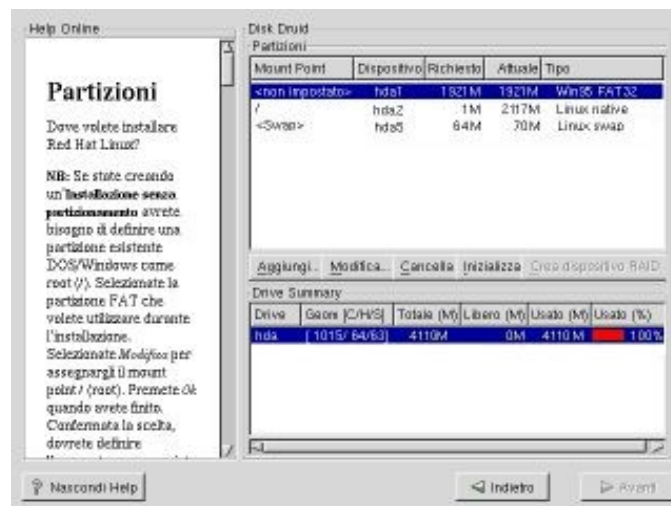 Help Online
Partizioni
Dove volete installare
Red Hat Linux?
NB: Se state creando
un'Installazione senza
partizionamento avrete
bisogno di definire una
partizione esistente
DOS/Windows come
root (/). Selezionate la
partizione FAT che
volete utilizzare durante
l'installazione.
Selezionate Modifica per
assegnargli il mount
point / (root). Premete Ok
quando avete finito.
Confermata la scelta,
dovrete definire
Disk Druid
Partizioni
Mount Point Dispositivo Richiesto Attuale Tipo
<non impostato> hda1 1921M 1921M Win95 FAT32
/ hda2 1M 2117M Linux native
<Swap> hda5 64M 70M Linux swap
Aggiungi... Modifica... Cancella Inizializza Crea dispositivo RAID
Drive Summary
Drive Geom [C/H/S] Totale (M) Libero (M) Usato (M) Usato (%)
hda [ 1015/ 64/63] 4110M 0M 4110 M 100%
Nascondi Help
Indietro
Avanti